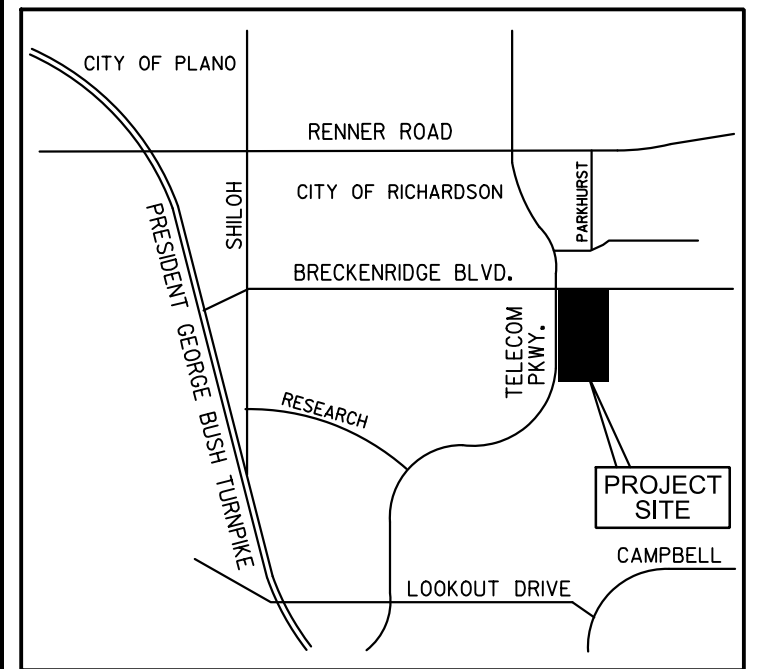 CITY OF PLANO
RENNER ROAD
SHILOH
CITY OF RICHARDSON
PARKHURST
PRESIDENT GEORGE BUSH TURNPIKE
BRECKENRIDGE BLVD.
TELECOM
PKWY.
RESEARCH
PROJECT
SITE
CAMPBELL
LOOKOUT DRIVE